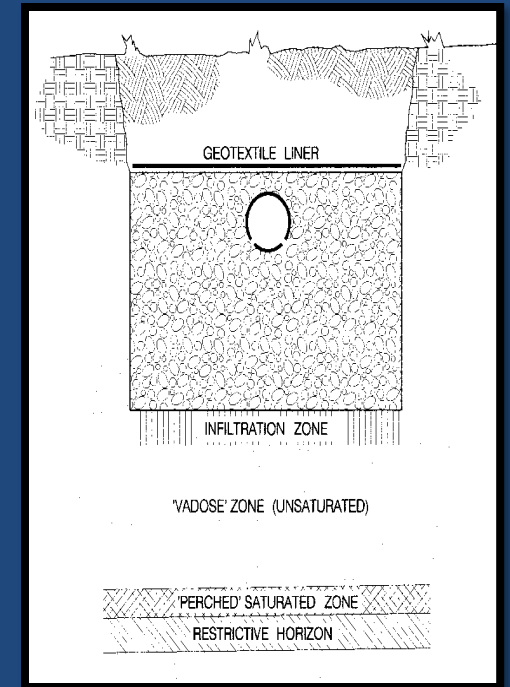 GEOTEXTILE LINER
INFILTRATION ZONE
'VADOSE' ZONE (UNSATURATED)
'PERCHED' SATURATED ZONE
RESTRICTIVE HORIZON